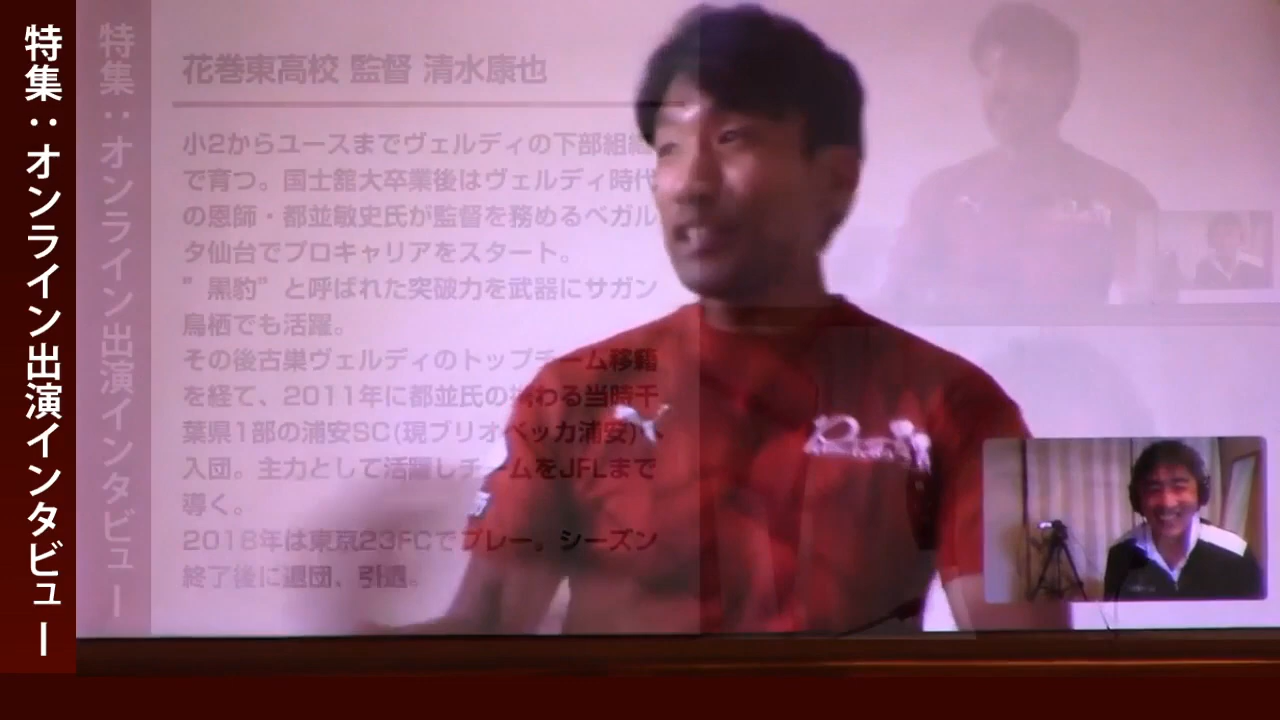 特集：オンライン出演インタビュー
特集：オンライン出演インタビュー
花巻東高校 監督 清水康也
小2からユースまでヴェルディの下部組織
で育つ。国士舘大卒業後はヴェルディ時代
の恩師・都並敏史氏が監督を務めるベガル
タ仙台でプロキャリアをスタート。
”黒豹”と呼ばれた突破力を武器にサガン
鳥栖でも活躍。
その後古巣ヴェルディのトップチーム移籍
を経て、2011年に都並氏の携わる当時千
葉県1部の浦安SC(現ブリオベッカ浦安)へ
入団。主力として活躍しチームをJFLまで
導く。
2018年は東京23FCでプレー。シーズン
終了後に退団、引退。